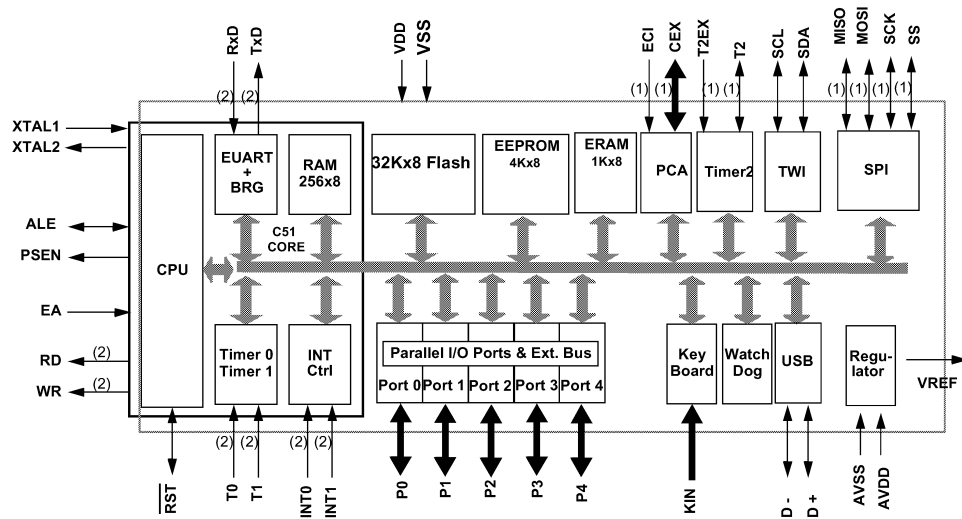 RxD
TxD
VDD
VSS
ECI
CEX
T2EX
T2
SCL
SDA
MISO
MOSI
SCK
SS
(2) (2)
(1) (1) (1) (1)
(1) (1) (1) (1)
XTAL1
XTAL2
ALE
PSEN
EA
RD (2)
WR (2)
CPU
EUART
+
BRG
RAM
256x8
C51
CORE
32Kx8 Flash
EEPROM
4Kx8
ERAM
1Kx8
PCA
Timer2
TWI
SPI
Timer 0
Timer 1
INT
Ctrl
Parallel I/O Ports & Ext. Bus
Port 0 Port 1 Port 2 Port 3 Port 4
Key
Board
Watch
Dog
USB
Regu-
lator
VREF
(2) (2) (2) (2)
RST
T0
T1
INT0
INT1
P0
P1
P2
P3
P4
KIN
D -
D +
AVSS
AVDD